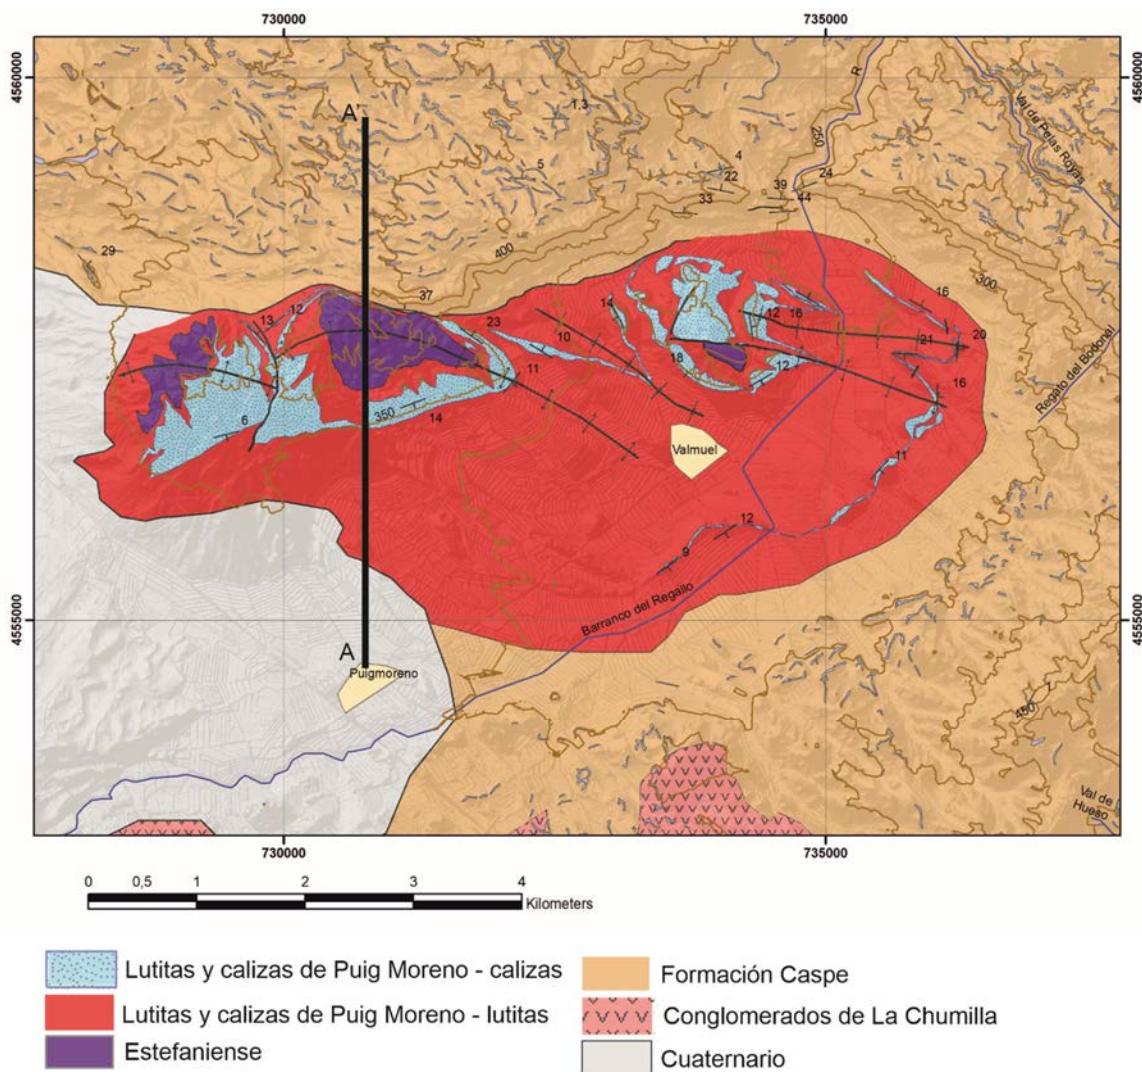 730000
735000
4560000
4560000
A'
1,3
R
Val de Pelas Royas
250
5
4
22
24
39
44
33
29
400
300
37
16
13
12
14
12
16
23
10
21
20
11
18
12
16
Regato del Bodonal
6
350
14
Valmuel
11
12
9
4555000
4555000
Barranco del Regallo
A
Puigmoreno
450
Val de
Hueso
730000
735000
0
0,5
1
2
3
4
Kilometers
Lutitas y calizas de Puig Moreno - calizas
Formación Caspe
Lutitas y calizas de Puig Moreno - lutitas
Conglomerados de La Chumilla
Estefaniense
Cuaternario